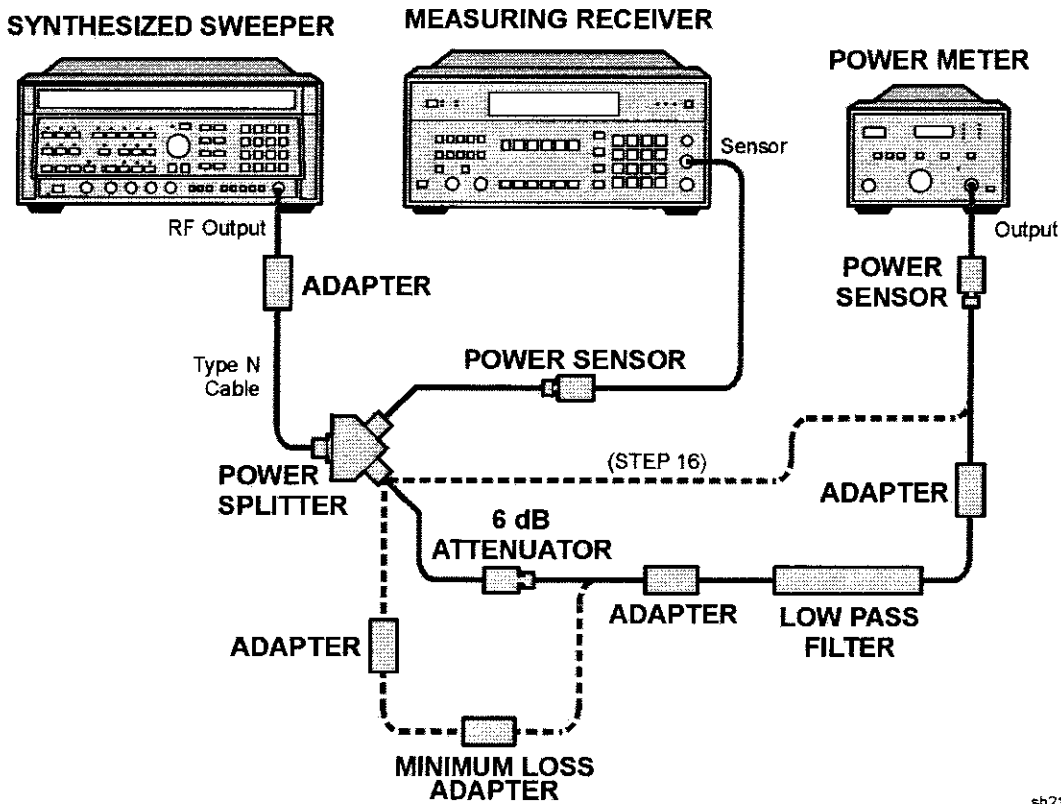 SYNTHESIZED SWEEPER
MEASURING RECEIVER
POWER METER
Sensor
RF Output
Output
ADAPTER
POWER
SENSOR
Type N
Cable
POWER SENSOR
(STEP 16)
POWER
SPLITTER
ADAPTER
6 dB
ATTENUATOR
ADAPTER
LOW PASS
FILTER
ADAPTER
MINIMUM LOSS
ADAPTER